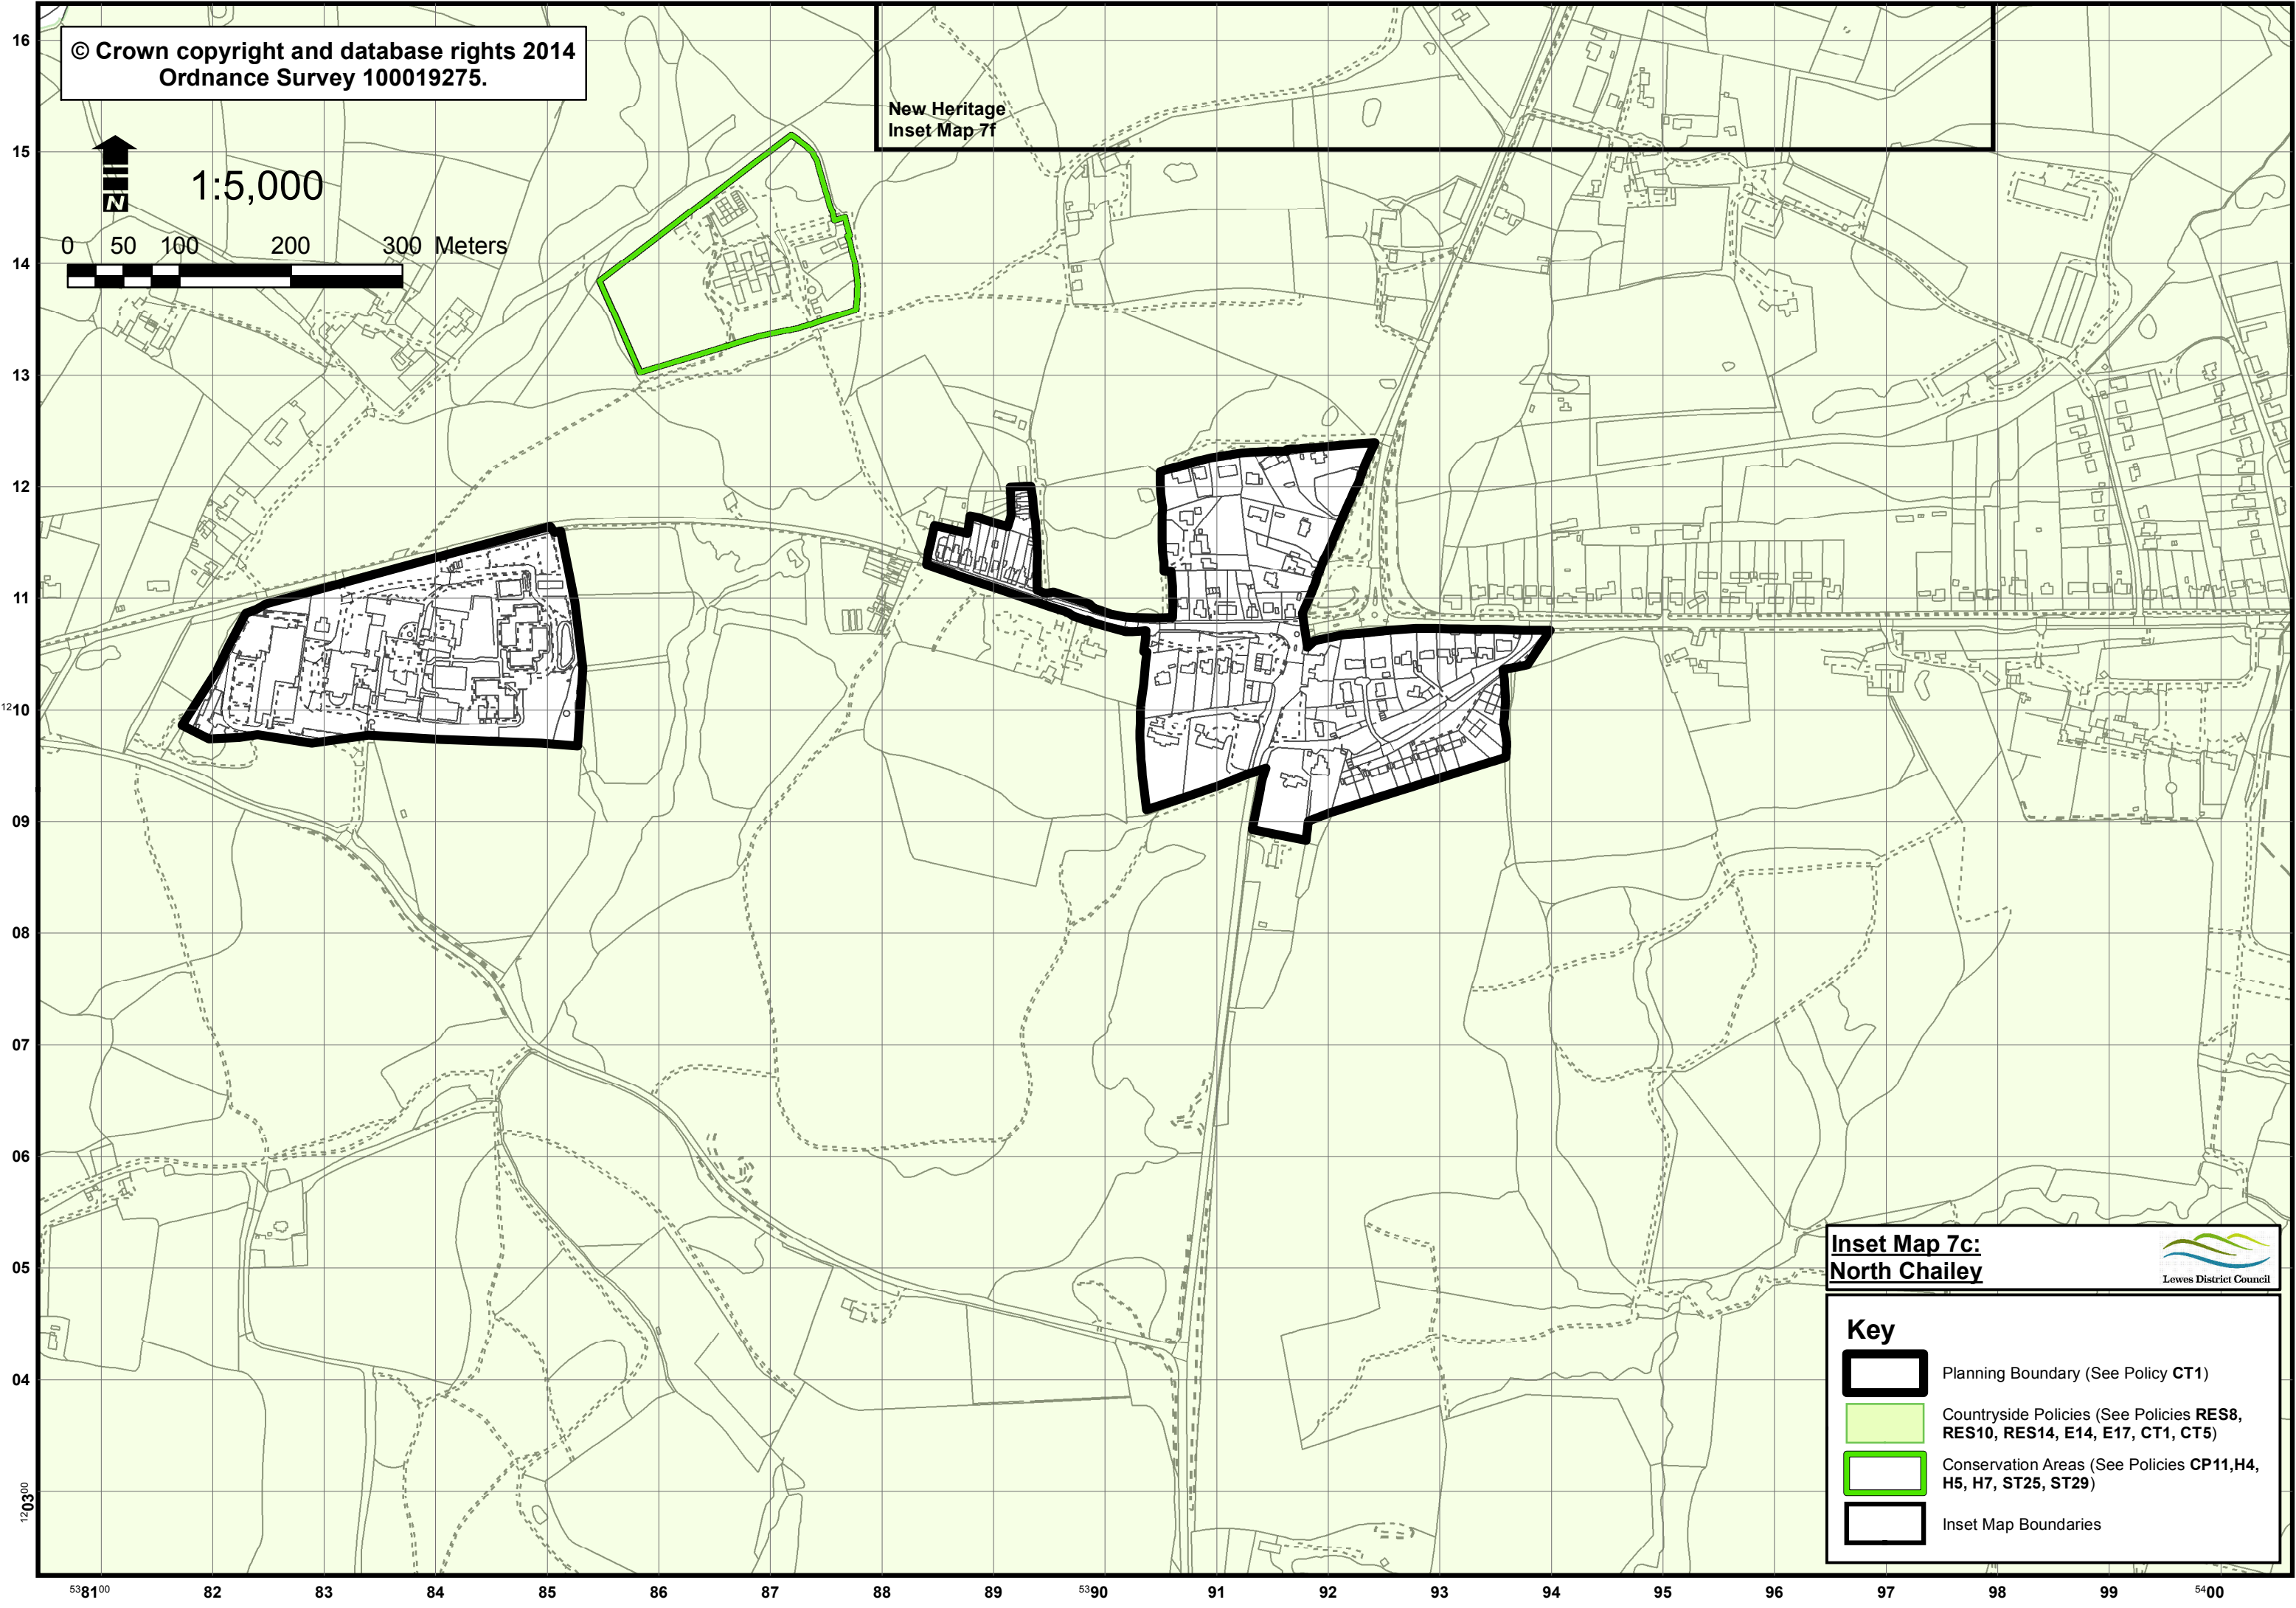 © Crown copyright and database rights 2014
Ordnance Survey 100019275.
New Heritage
Inset Map 7f
N
1:5,000
0 50 100 200 300 Meters
16
15
14
13
12
11
1210
09
08
07
06
05
04
120300
538100 82 83 84 85 86 87 88 89 5390 91 92 93 94 95 96 97 98 99 5400
Inset Map 7c:
North Chailey
Lewes District Council
Key
Planning Boundary (See Policy CT1)
Countryside Policies (See Policies RES8,
RES10, RES14, E14, E17, CT1, CT5)
Conservation Areas (See Policies CP11,H4,
H5, H7, ST25, ST29)
Inset Map Boundaries